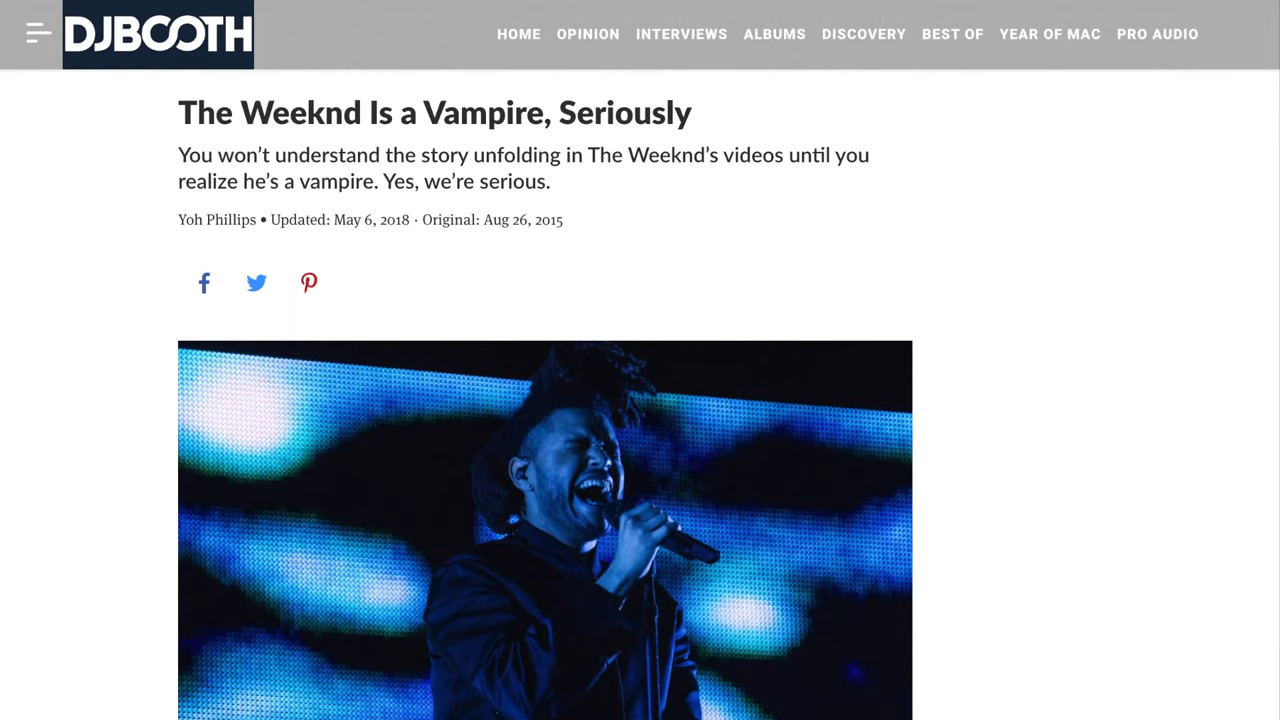 DJBOOTH
HOME OPINION INTERVIEWS ALBUMS DISCOVERY BEST OF YEAR OF MAC PRO AUDIO
The Weeknd Is a Vampire, Seriously
You won’t understand the story unfolding in The Weeknd’s videos until you
realize he’s a vampire. Yes, we’re serious.
Yoh Phillips • Updated: May 6, 2018 · Original: Aug 26, 2015